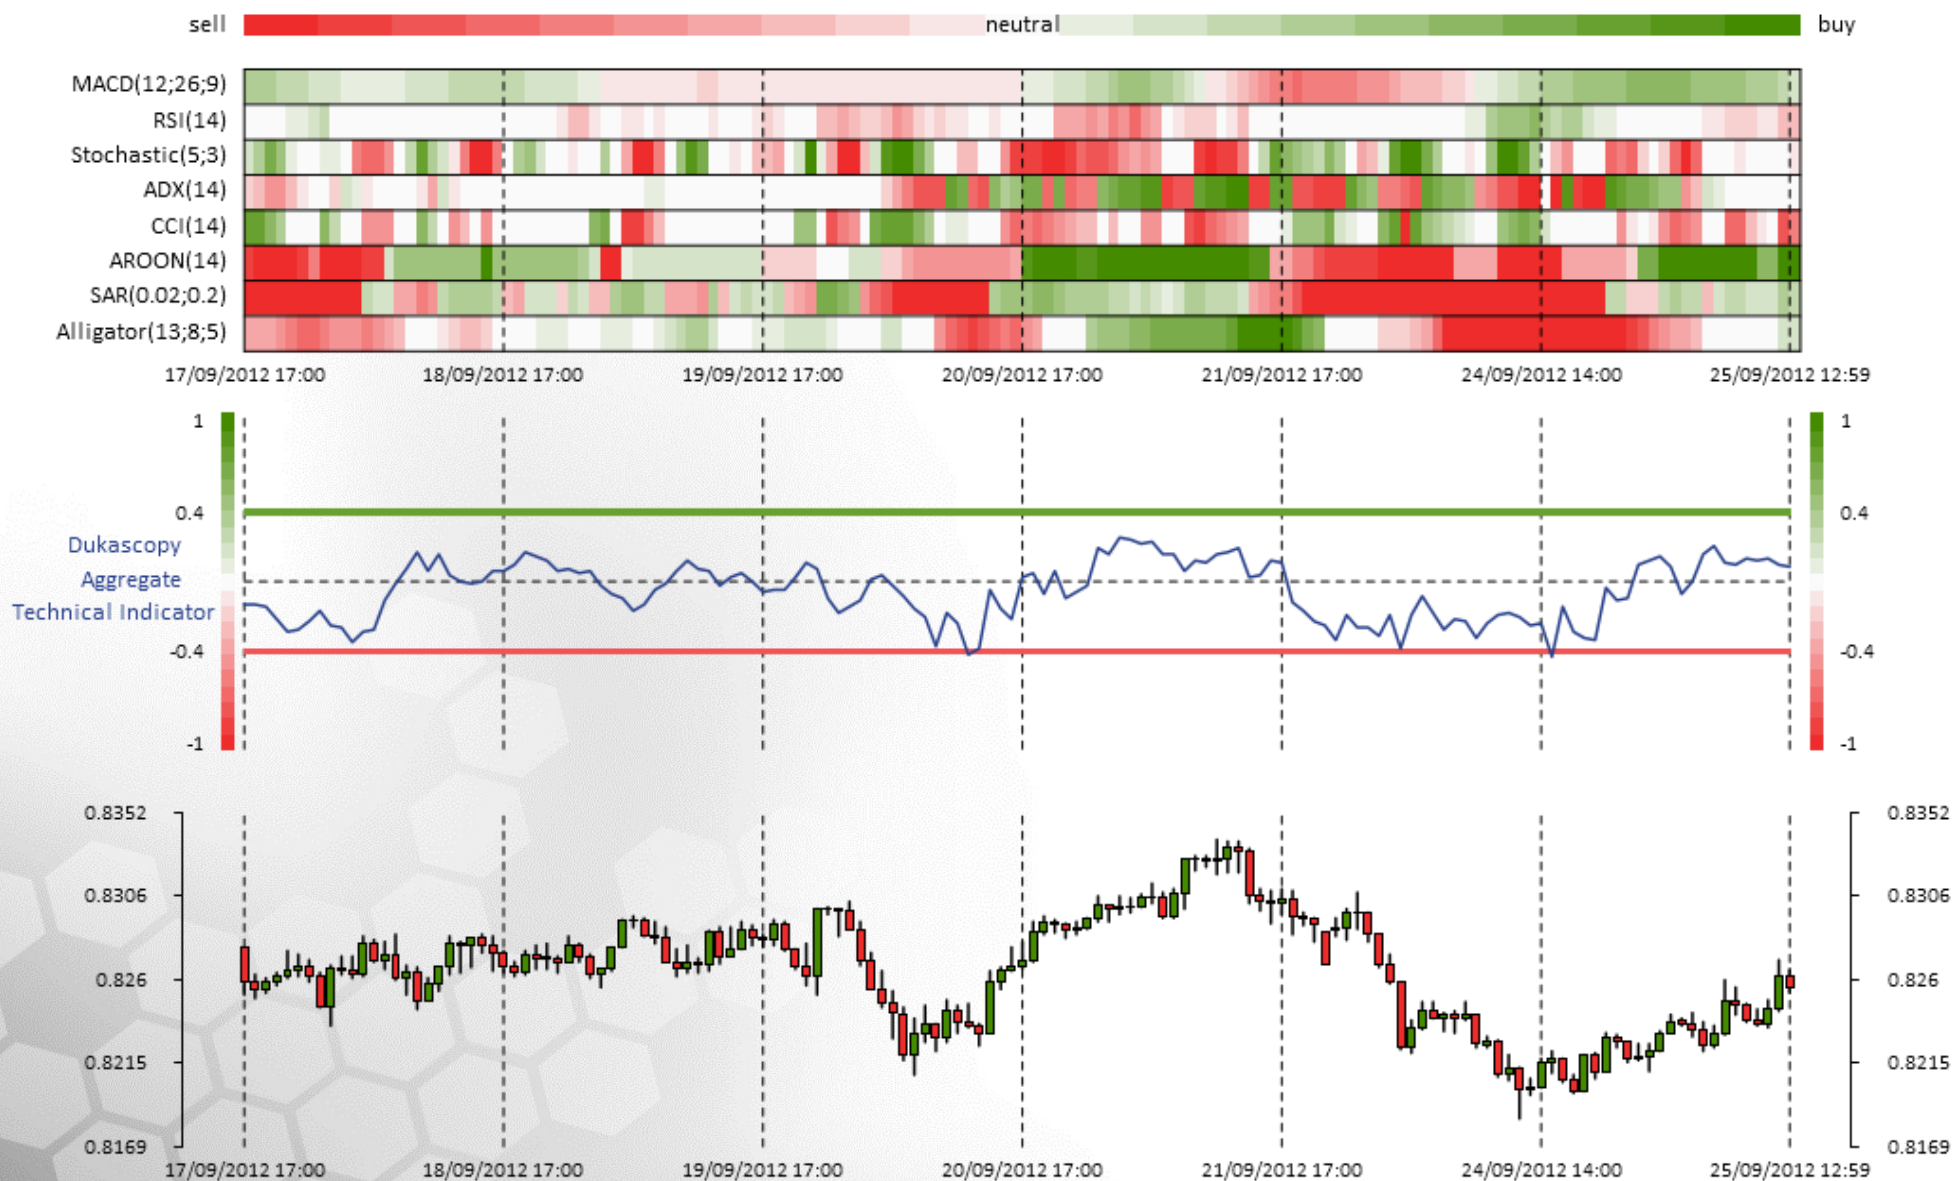 sell neutral buy
MACD(12;26;9)
RSI(14)
Stochastic(5;3)
ADX(14)
CCI(14)
AROON(14)
SAR(0.02;0.2)
Alligator(13;8;5)
17/09/2012 17:00 18/09/2012 17:00 19/09/2012 17:00 20/09/2012 17:00 21/09/2012 17:00 24/09/2012 14:00 25/09/2012 12:59
1 1
0.4 0.4
Dukascopy
Aggregate
Technical Indicator
-0.4 -0.4
-1 -1
0.8352 0.8352
0.8306 0.8306
0.826 0.826
0.8215 0.8215
0.8169 0.8169
17/09/2012 17:00 18/09/2012 17:00 19/09/2012 17:00 20/09/2012 17:00 21/09/2012 17:00 24/09/2012 14:00 25/09/2012 12:59